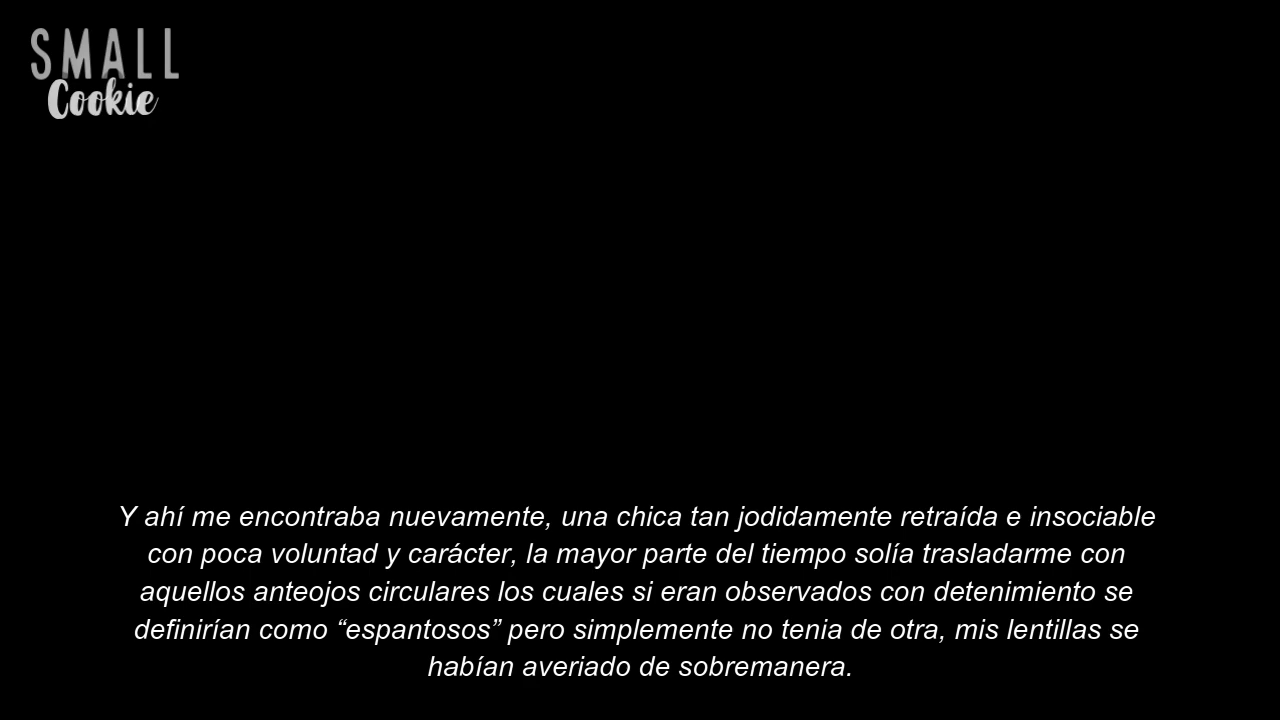 SMALL
Cookie
Y ahí me encontraba nuevamente, una chica tan jodidamente retraída e insociable
con poca voluntad y carácter, la mayor parte del tiempo solía trasladarme con
aquellos anteojos circulares los cuales si eran observados con detenimiento se
definirían como “espantosos” pero simplemente no tenia de otra, mis lentillas se
habían averiado de sobremanera.